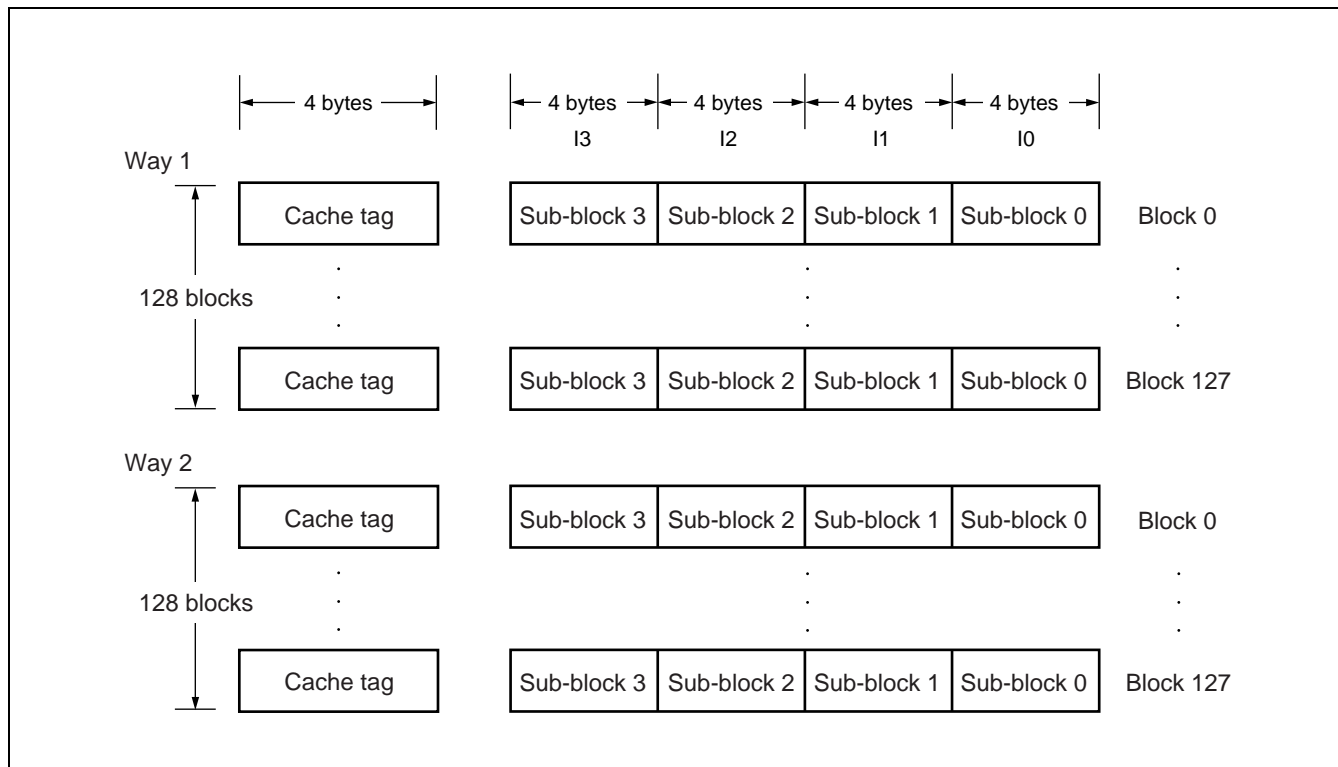 4 bytes 4 bytes 4 bytes 4 bytes 4 bytes
I3 I2 I1 I0
Way 1
Cache tag Sub-block 3 Sub-block 2 Sub-block 1 Sub-block 0 Block 0
128 blocks
Cache tag Sub-block 3 Sub-block 2 Sub-block 1 Sub-block 0 Block 127
Way 2
Cache tag Sub-block 3 Sub-block 2 Sub-block 1 Sub-block 0 Block 0
128 blocks
Cache tag Sub-block 3 Sub-block 2 Sub-block 1 Sub-block 0 Block 127